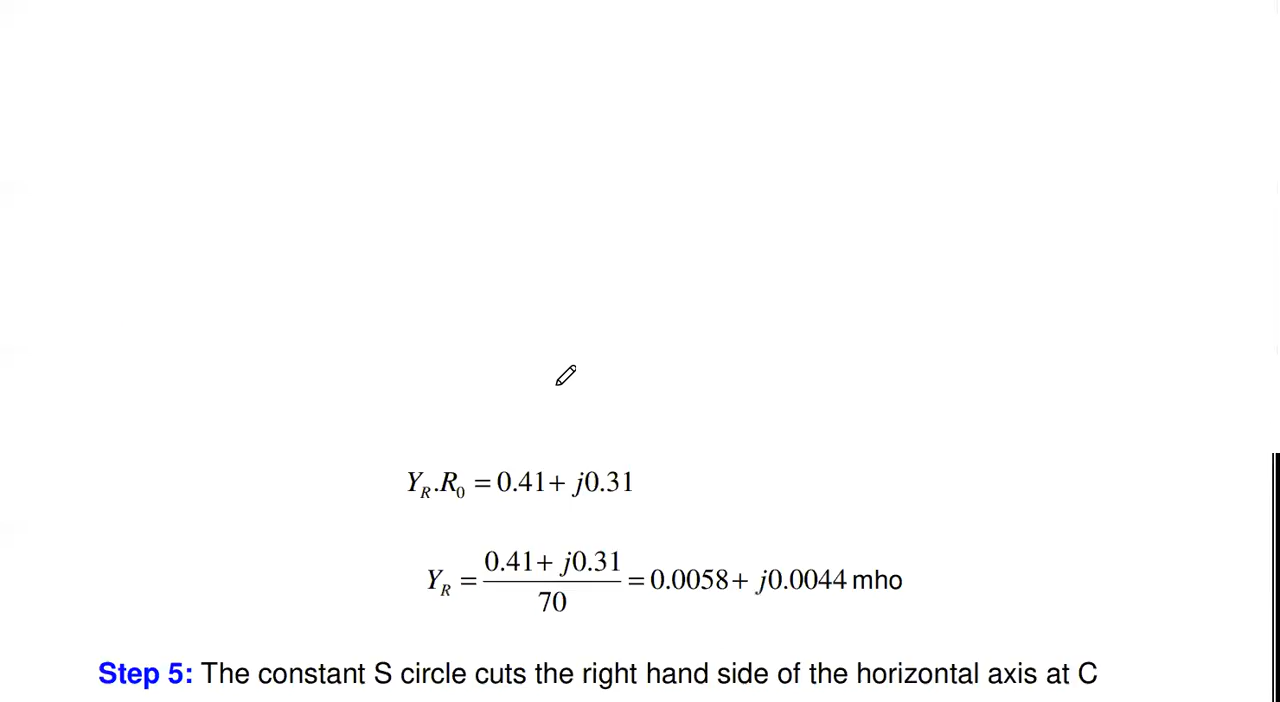 Y_R.R_0 = 0.41 + j0.31
Y_R = \frac{0.41 + j0.31}{70} = 0.0058 + j0.0044 mho
Step 5: The constant S circle cuts the right hand side of the horizontal axis at C